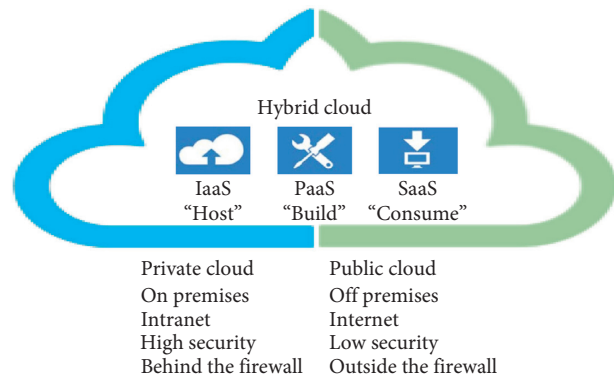 Hybrid cloud
IaaS PaaS SaaS
“Host” “Build” “Consume”
Private cloud Public cloud
On premises Off premises
Intranet Internet
High security Low security
Behind the firewall Outside the firewall